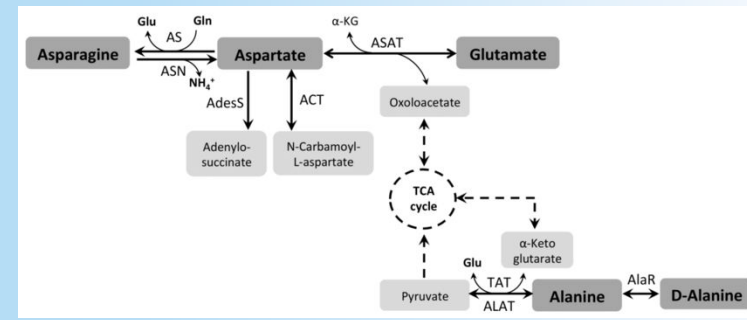 Glu
Gln
AS
Asparagine
ASN
NH₄⁺
Aspartate
α-KG
ASAT
Glutamate
AdesS
ACT
Oxoloacetate
Adenylo-
succinate
N-Carbamoyl-
L-aspartate
TCA
cycle
α-Keto
glutarate
Glu
TAT
AlaR
Pyruvate
ALAT
Alanine
D-Alanine